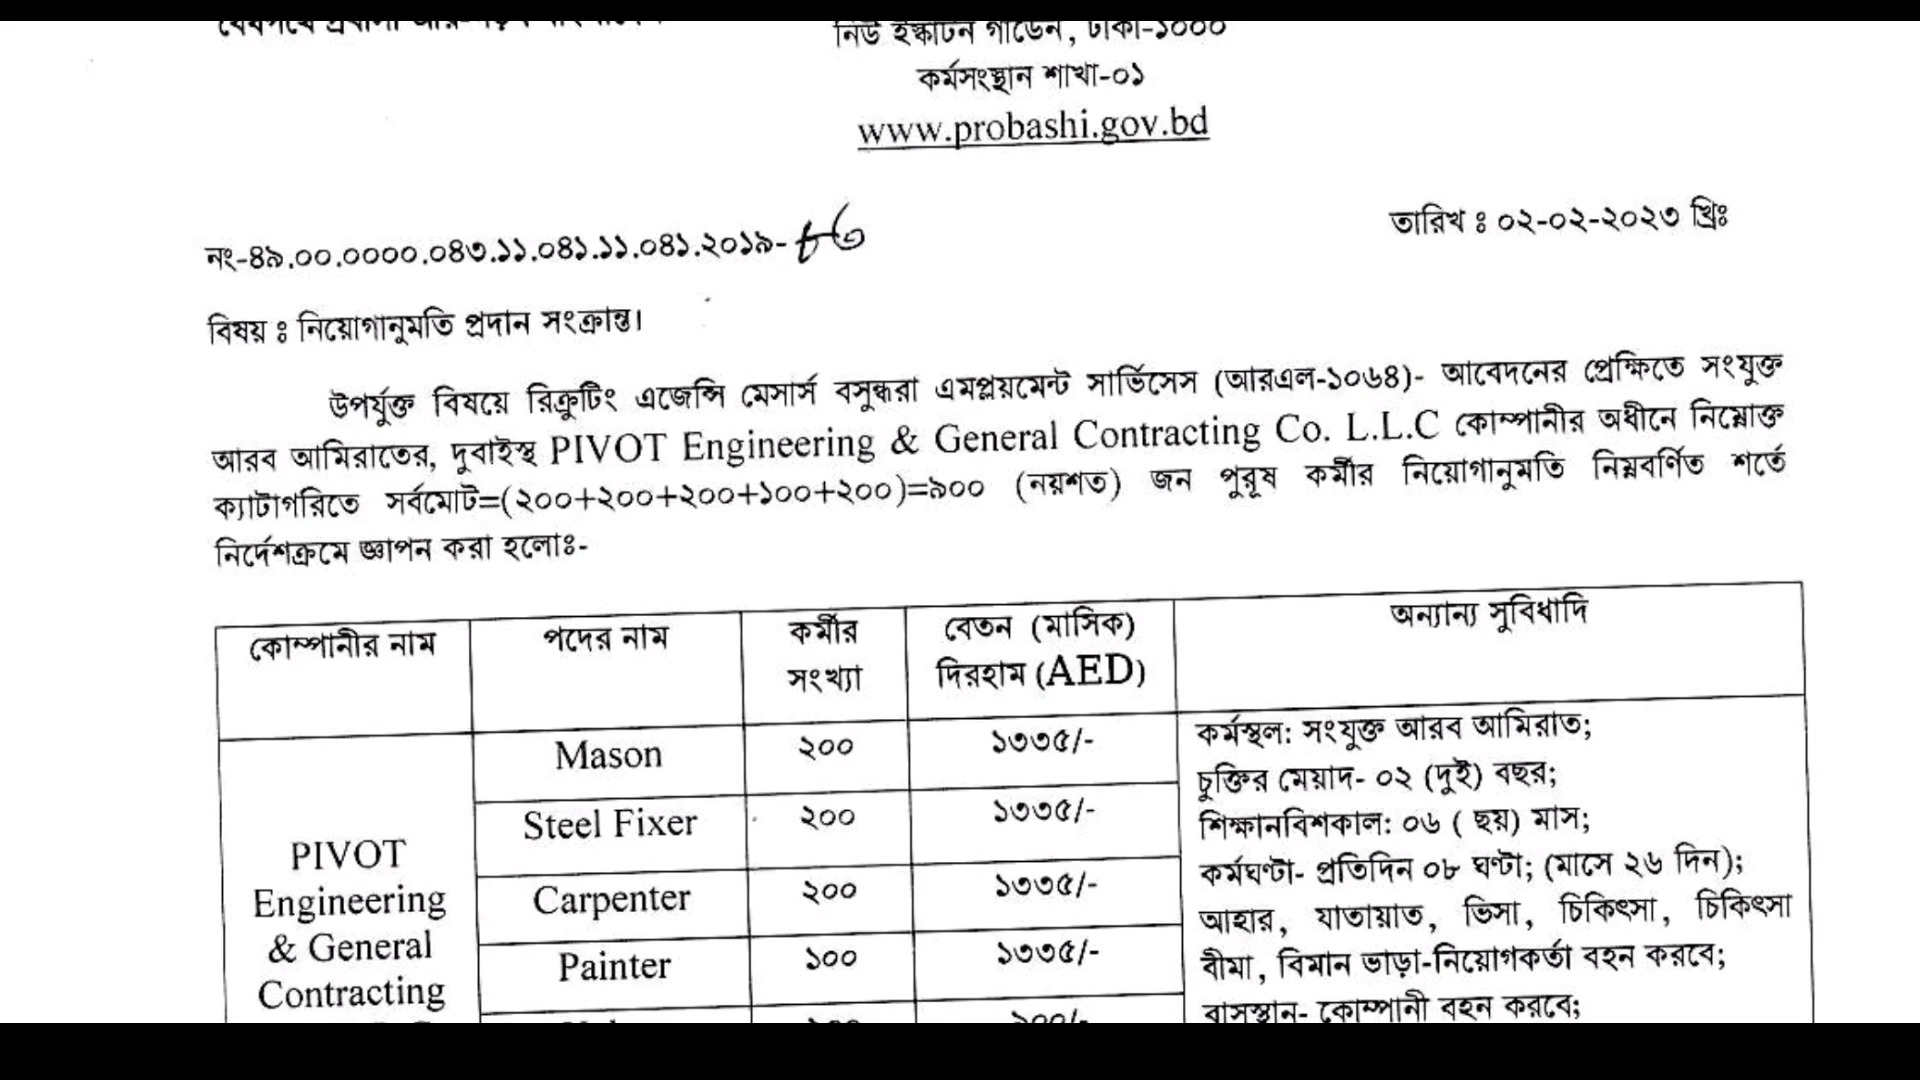 নিউ ইস্কাটন গার্ডেন, ঢাকা-১০০০
কর্মসংস্থান শাখা-০১
www.probashi.gov.bd
নং-৪৯.০০.০০০০.০৪৩.১১.০৪১.১১.০৪১.২০১৯-
তারিখ ঃ ০২-০২-২০২৩ খ্রিঃ
বিষয় ঃ নিয়োগানুমতি প্রদান সংক্রান্ত।
উপর্যুক্ত বিষয়ে রিক্রুটিং এজেন্সি মেসার্স বসুন্ধরা এমপ্লয়মেন্ট সার্ভিসেস (আরএল-১০৬৪)- আবেদনের প্রেক্ষিতে সংযুক্ত
আরব আমিরাতের, দুবাইস্থ PIVOT Engineering & General Contracting Co. L.L.C কোম্পানীর অধীনে নিম্নোক্ত
ক্যাটাগরিতে সর্বমোট=(২০০+২০০+২০০+১০০+২০০)=৯০০ (নয়শত) জন পুরুষ কর্মীর নিয়োগানুমতি নিম্নবর্ণিত শর্তে
নির্দেশক্রমে জ্ঞাপন করা হলোঃ-
কোম্পানীর নাম
পদের নাম
কর্মীর
সংখ্যা
বেতন (মাসিক)
দিরহাম (AED)
অন্যান্য সুবিধাদি
PIVOT
Engineering
& General
Contracting
Mason
২০০
১৩৩৫/-
Steel Fixer
২০০
১৩৩৫/-
Carpenter
২০০
১৩৩৫/-
Painter
১০০
১৩৩৫/-
কর্মস্থল: সংযুক্ত আরব আমিরাত;
চুক্তির মেয়াদ- ০২ (দুই) বছর;
শিক্ষানবিশকাল: ০৬ ( ছয়) মাস;
কর্মঘণ্টা- প্রতিদিন ০৮ ঘণ্টা; (মাসে ২৬ দিন);
আহার, যাতায়াত, ভিসা, চিকিৎসা, চিকিৎসা
বীমা, বিমান ভাড়া-নিয়োগকর্তা বহন করবে;
বাসস্থান- কোম্পানী বহন করবে;